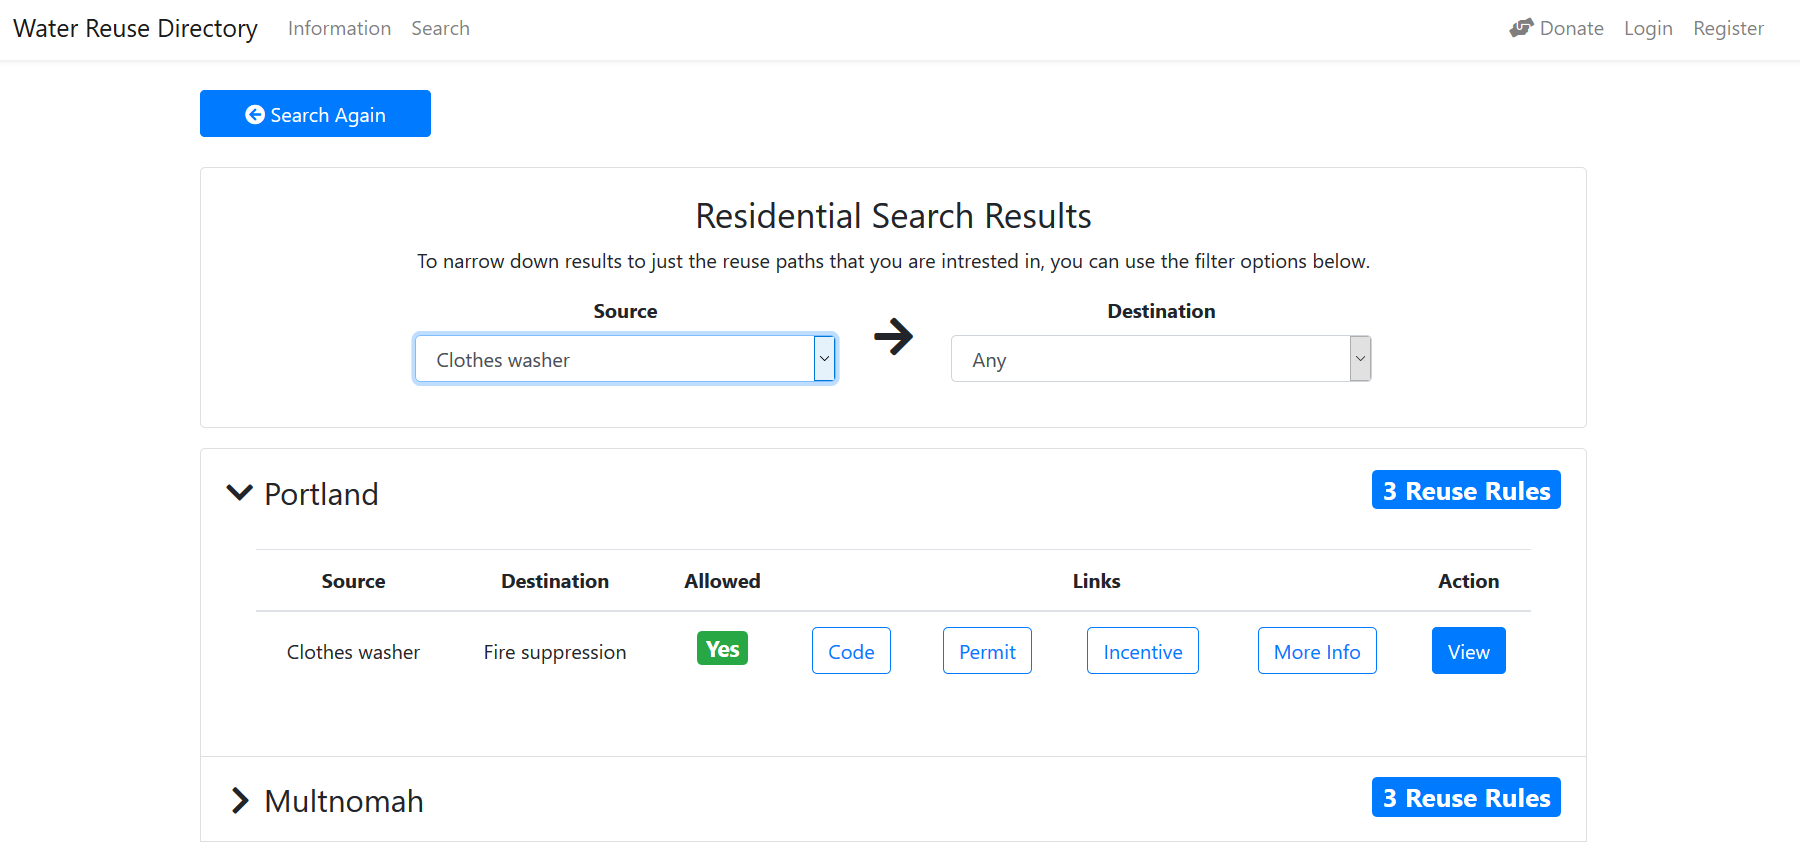 Water Reuse Directory Information Search Donate Login Register
Search Again
Residential Search Results
To narrow down results to just the reuse paths that you are intrested in, you can use the filter options below.
Source Destination
Clothes washer Any
Portland 3 Reuse Rules
Source Destination Allowed Links Action
Clothes washer Fire suppression Yes Code Permit Incentive More Info View
Multnomah 3 Reuse Rules